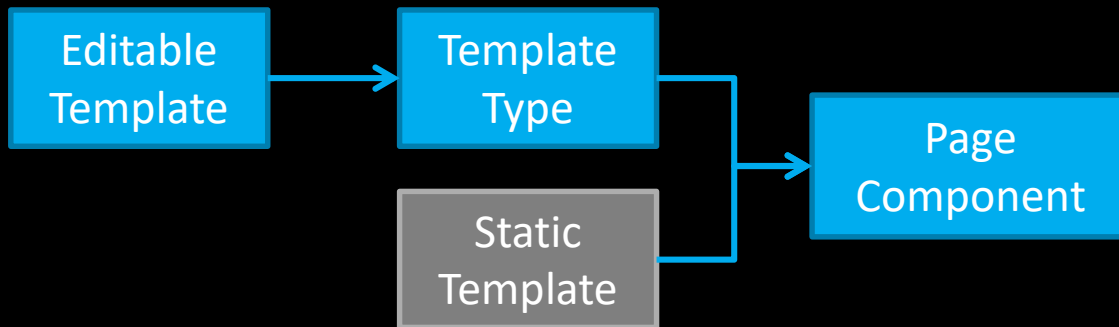 Editable
Template
Template
Type
Page
Component
Static
Template